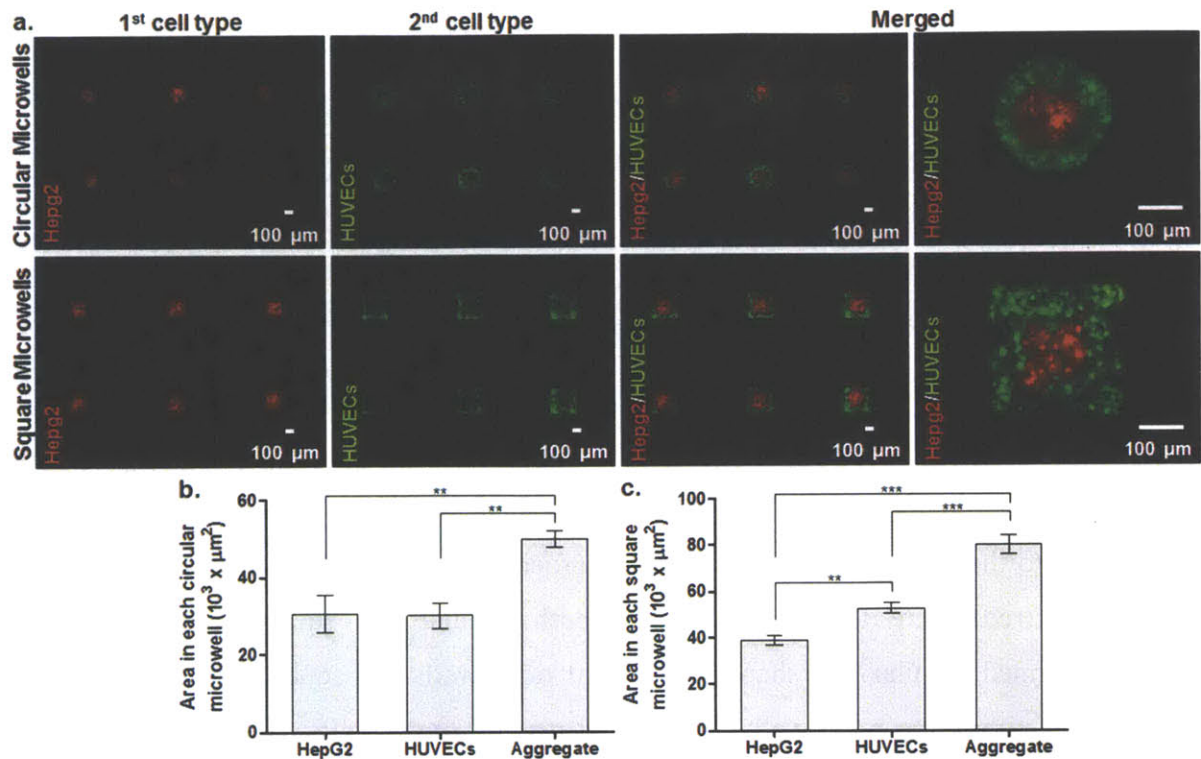 a.
1st cell type
2nd cell type
Merged
Circular Microwells
Hepg2
100 µm
HUVECs
100 µm
Hepg2/HUVECs
100 µm
Hepg2/HUVECs
100 µm
Square Microwells
Hepg2
100 µm
HUVECs
100 µm
Hepg2/HUVECs
100 µm
Hepg2/HUVECs
100 µm
b.
Area in each circular
microwell (10³ x µm²)
60
40
20
0
**
**
HepG2
HUVECs
Aggregate
c.
Area in each square
microwell (10³ x µm²)
100
80
60
40
20
0
***
***
**
HepG2
HUVECs
Aggregate